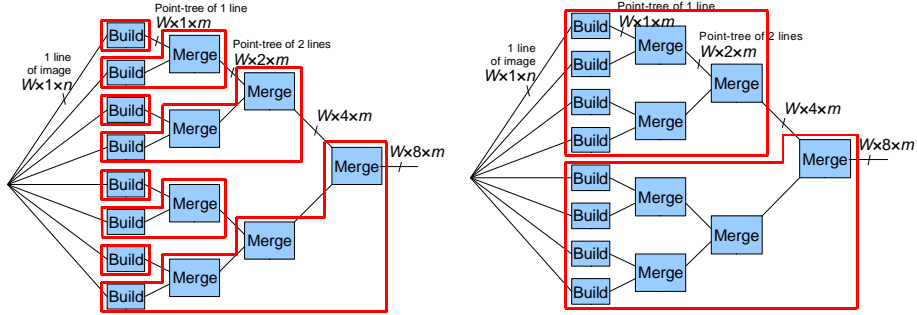 Point-tree of 1 line
W×1×m
1 line
of image
W×1×n
Build
Build
Build
Build
Build
Build
Build
Build
Merge
Merge
Merge
Merge
Point-tree of 2 lines
W×2×m
Merge
Merge
W×4×m
Merge
W×8×m
Point-tree of 1 line
W×1×m
1 line
of image
W×1×n
Build
Build
Build
Build
Build
Build
Build
Build
Merge
Merge
Merge
Merge
Point-tree of 2 lines
W×2×m
Merge
Merge
W×4×m
Merge
W×8×m